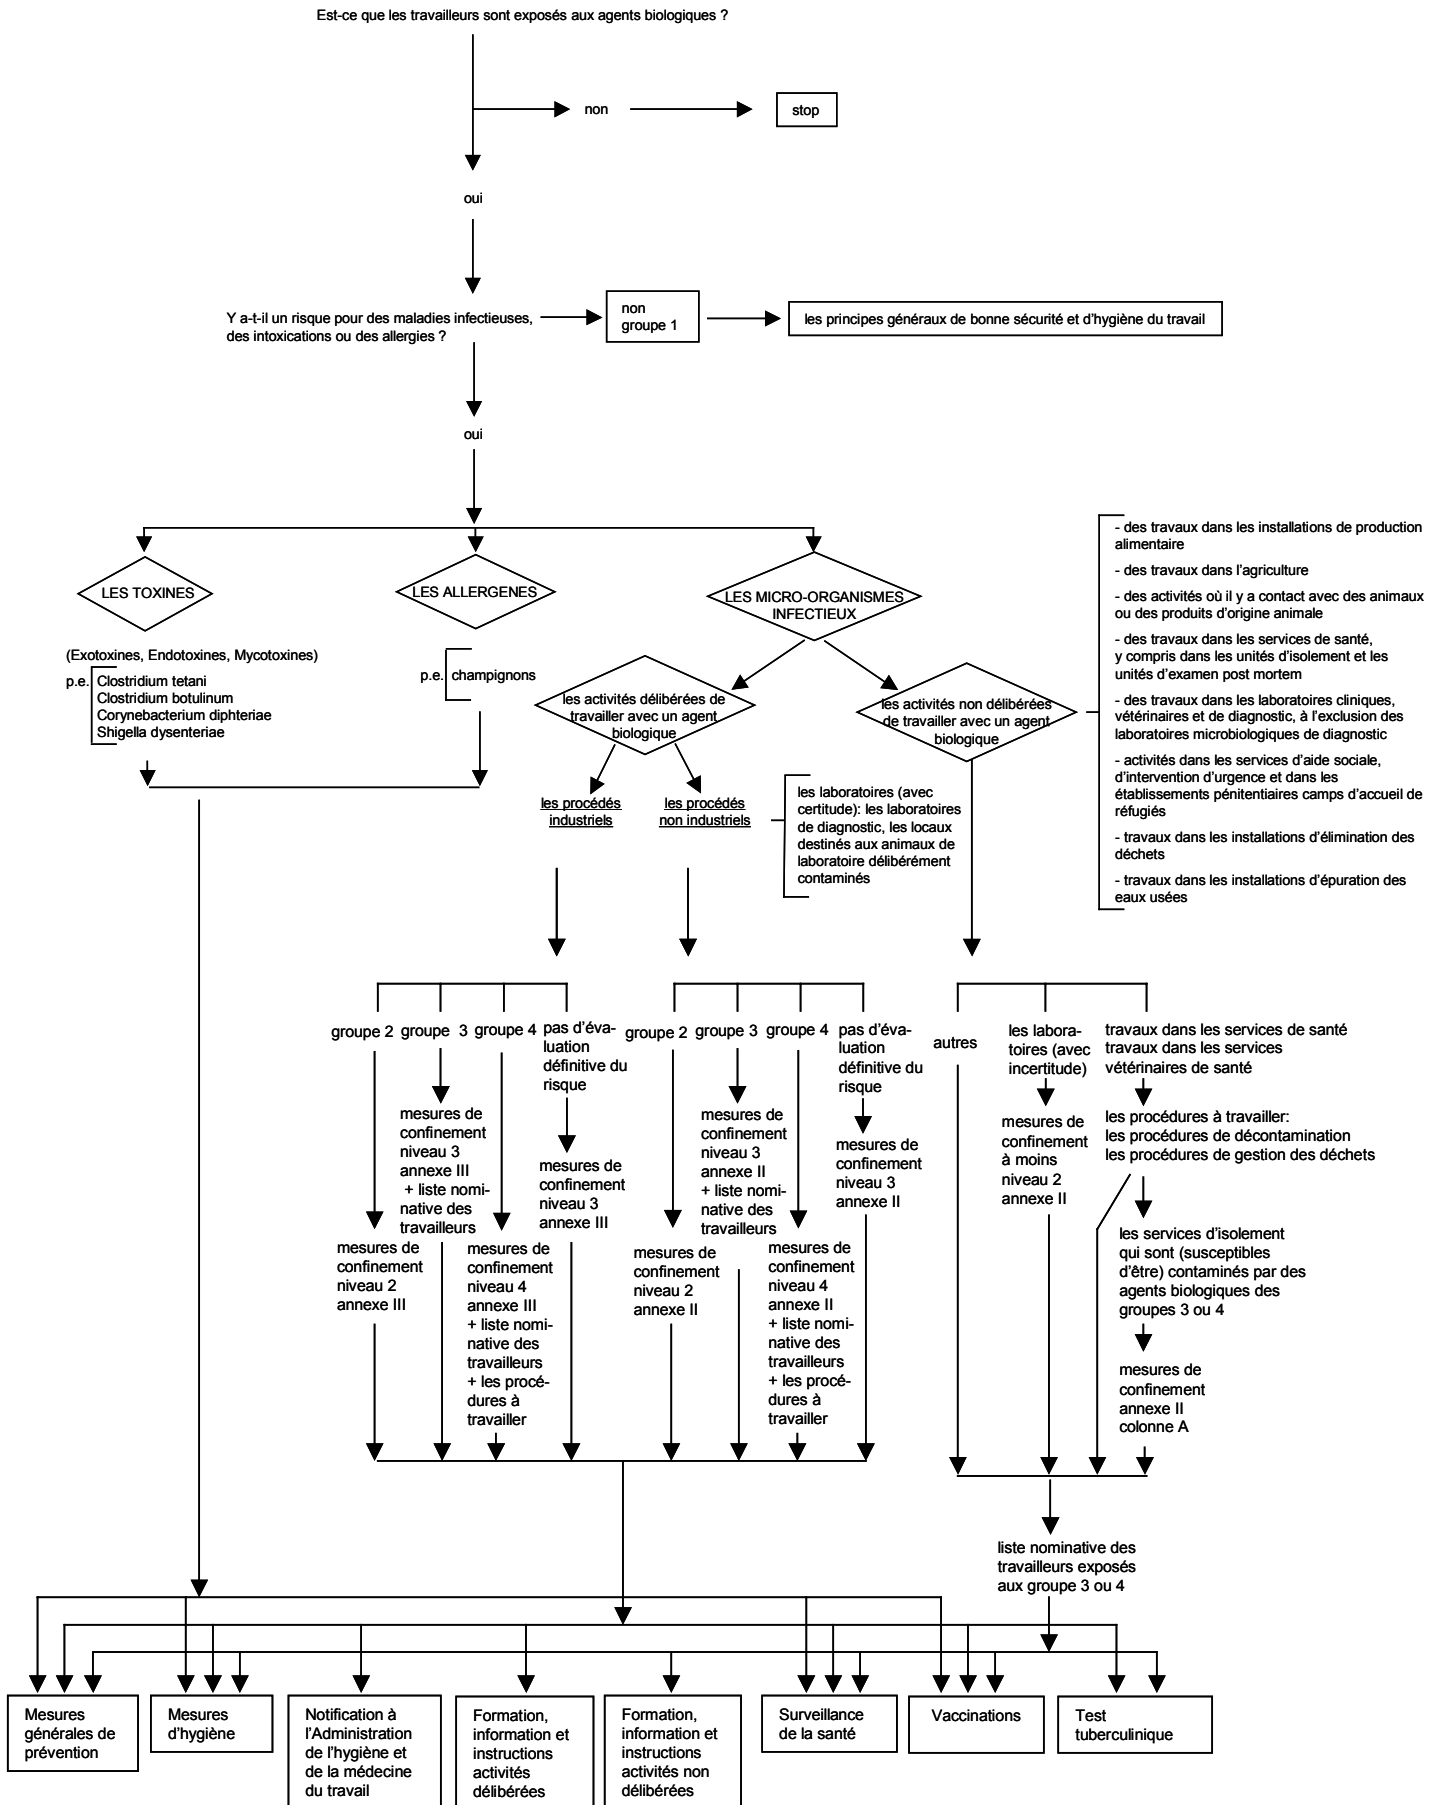 Est-ce que les travailleurs sont exposés aux agents biologiques ?
non
stop
oui
Y a-t-il un risque pour des maladies infectieuses,
des intoxications ou des allergies ?
non
groupe 1
les principes généraux de bonne sécurité et d'hygiène du travail
oui
LES TOXINES
LES ALLERGENES
LES MICRO-ORGANISMES
INFECTIEUX
(Exotoxines, Endotoxines, Mycotoxines)
p.e.
Clostridium tetani
Clostridium botulinum
Corynebacterium diphteriae
Shigella dysenteriae
p.e.
champignons
les activités délibérées de
travailler avec un agent
biologique
les activités non délibérées
de travailler avec un agent
biologique
- des travaux dans les installations de production
alimentaire
- des travaux dans l'agriculture
- des activités où il y a contact avec des animaux
ou des produits d'origine animale
- des travaux dans les services de santé,
y compris dans les unités d'isolement et les
unités d'examen post mortem
- des travaux dans les laboratoires cliniques,
vétérinaires et de diagnostic, à l'exclusion des
laboratoires microbiologiques de diagnostic
- activités dans les services d'aide sociale,
d'intervention d'urgence et dans les
établissements pénitentiaires camps d'accueil de
réfugiés
- travaux dans les installations d'élimination des
déchets
- travaux dans les installations d'épuration des
eaux usées
les procédés
industriels
les procédés
non industriels
les laboratoires (avec
certitude): les laboratoires
de diagnostic, les locaux
destinés aux animaux de
laboratoire délibérément
contaminés
groupe 2
groupe 3
groupe 4
pas d'éva-
luation
définitive du
risque
groupe 2
groupe 3
groupe 4
pas d'éva-
luation
définitive du
risque
autres
les labora-
toires (avec
incertitude)
travaux dans les services de santé
travaux dans les services
vétérinaires de santé
mesures de
confinement
niveau 3
annexe III
+ liste nomi-
native des
travailleurs
mesures de
confinement
niveau 3
annexe III
mesures de
confinement
niveau 3
annexe II
+ liste nomi-
native des
travailleurs
mesures de
confinement
niveau 3
annexe II
mesures de
confinement
à moins
niveau 2
annexe II
les procédures à travailler:
les procédures de décontamination
les procédures de gestion des déchets
mesures de
confinement
niveau 2
annexe III
mesures de
confinement
niveau 4
annexe III
+ liste nomi-
native des
travailleurs
+ les procé-
dures à
travailler
mesures de
confinement
niveau 2
annexe II
mesures de
confinement
niveau 4
annexe II
+ liste nomi-
native des
travailleurs
+ les procé-
dures à
travailler
les services d'isolement
qui sont (susceptibles
d'être) contaminés par des
agents biologiques des
groupes 3 ou 4
mesures de
confinement
annexe II
colonne A
liste nominative des
travailleurs exposés
aux groupe 3 ou 4
Mesures
générales de
prévention
Mesures
d'hygiène
Notification à
l'Administration
de l'hygiène et
de la médecine
du travail
Formation,
information et
instructions
activités
délibérées
Formation,
information et
instructions
activités non
délibérées
Surveillance
de la santé
Vaccinations
Test
tuberculinique